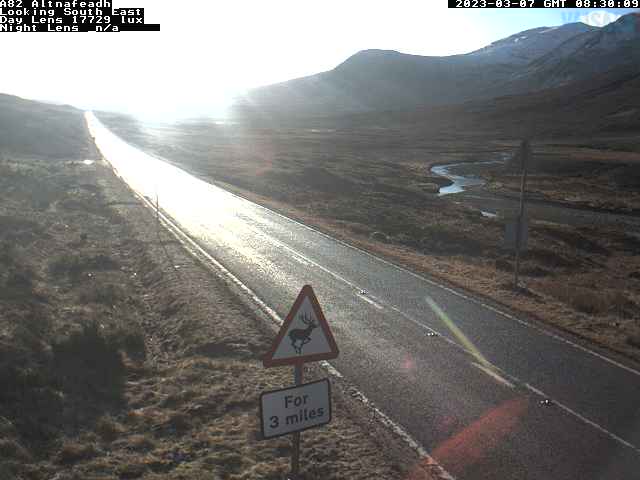 A82 Altnafeadh
Looking South East
Day Lens 17729 lux
Night Lens n/a
2023-03-07 GMT 08:30:09
For
3 miles